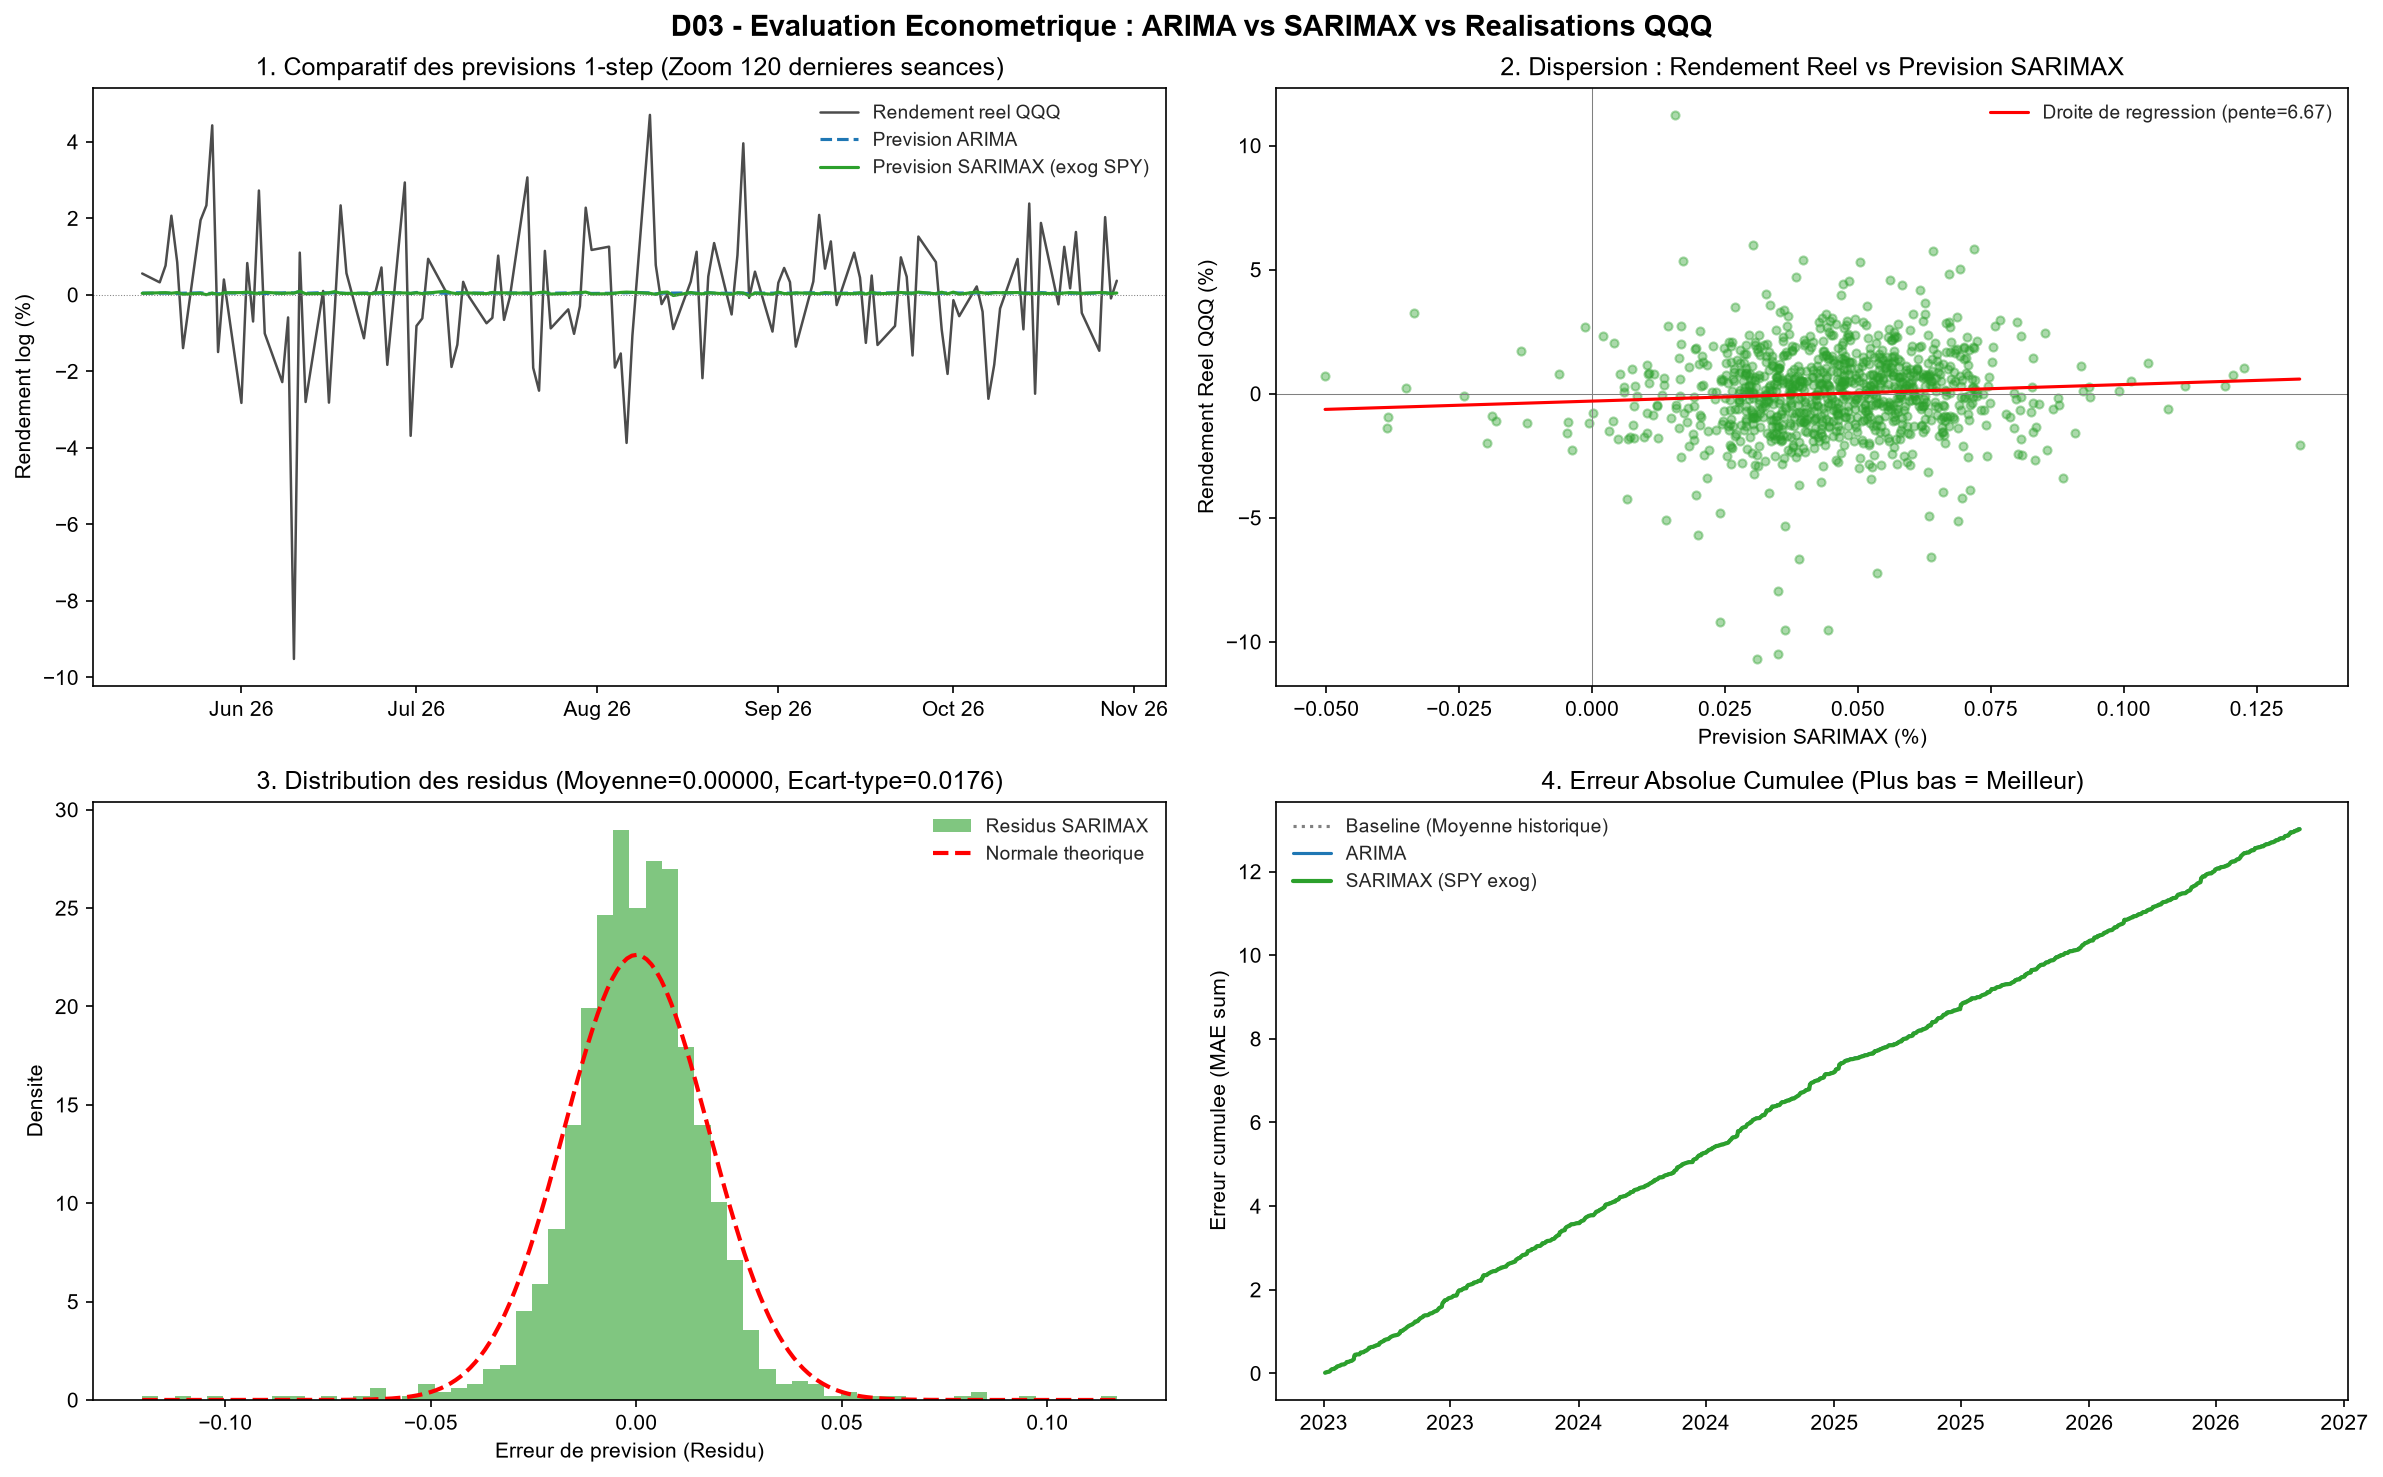 D03 - Evaluation Econometrique : ARIMA vs SARIMAX vs Realisations QQQ
1. Comparatif des previsions 1-step (Zoom 120 dernieres seances)
Rendement reel QQQ
Prevision ARIMA
Prevision SARIMAX (exog SPY)
Rendement log (%)
4
2
0
−2
−4
−6
−8
−10
Jun 26
Jul 26
Aug 26
Sep 26
Oct 26
Nov 26
2. Dispersion : Rendement Reel vs Prevision SARIMAX
Droite de regression (pente=6.67)
Rendement Reel QQQ (%)
10
5
0
−5
−10
−0.050
−0.025
0.000
0.025
0.050
0.075
0.100
0.125
Prevision SARIMAX (%)
3. Distribution des residus (Moyenne=0.00000, Ecart-type=0.0176)
Residus SARIMAX
Normale theorique
Densite
30
25
20
15
10
5
0
−0.10
−0.05
0.00
0.05
0.10
Erreur de prevision (Residu)
4. Erreur Absolue Cumulee (Plus bas = Meilleur)
Baseline (Moyenne historique)
ARIMA
SARIMAX (SPY exog)
Erreur cumulee (MAE sum)
12
10
8
6
4
2
0
2023
2023
2024
2024
2025
2025
2026
2026
2027